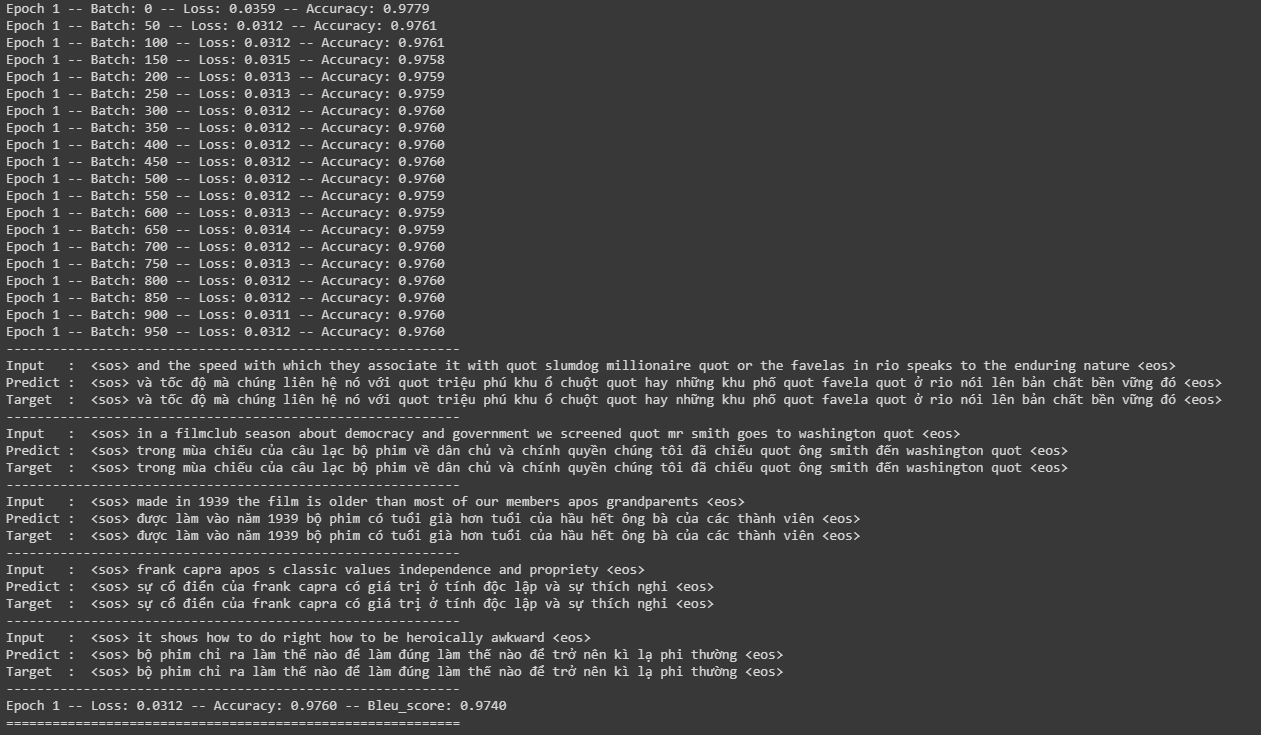 Epoch 1 -- Batch: 0 -- Loss: 0.0359 -- Accuracy: 0.9779
Epoch 1 -- Batch: 50 -- Loss: 0.0312 -- Accuracy: 0.9761
Epoch 1 -- Batch: 100 -- Loss: 0.0312 -- Accuracy: 0.9761
Epoch 1 -- Batch: 150 -- Loss: 0.0315 -- Accuracy: 0.9758
Epoch 1 -- Batch: 200 -- Loss: 0.0313 -- Accuracy: 0.9759
Epoch 1 -- Batch: 250 -- Loss: 0.0313 -- Accuracy: 0.9759
Epoch 1 -- Batch: 300 -- Loss: 0.0312 -- Accuracy: 0.9760
Epoch 1 -- Batch: 350 -- Loss: 0.0312 -- Accuracy: 0.9760
Epoch 1 -- Batch: 400 -- Loss: 0.0312 -- Accuracy: 0.9760
Epoch 1 -- Batch: 450 -- Loss: 0.0312 -- Accuracy: 0.9760
Epoch 1 -- Batch: 500 -- Loss: 0.0312 -- Accuracy: 0.9760
Epoch 1 -- Batch: 550 -- Loss: 0.0312 -- Accuracy: 0.9759
Epoch 1 -- Batch: 600 -- Loss: 0.0313 -- Accuracy: 0.9759
Epoch 1 -- Batch: 650 -- Loss: 0.0314 -- Accuracy: 0.9759
Epoch 1 -- Batch: 700 -- Loss: 0.0312 -- Accuracy: 0.9760
Epoch 1 -- Batch: 750 -- Loss: 0.0313 -- Accuracy: 0.9760
Epoch 1 -- Batch: 800 -- Loss: 0.0312 -- Accuracy: 0.9760
Epoch 1 -- Batch: 850 -- Loss: 0.0312 -- Accuracy: 0.9760
Epoch 1 -- Batch: 900 -- Loss: 0.0311 -- Accuracy: 0.9760
Epoch 1 -- Batch: 950 -- Loss: 0.0312 -- Accuracy: 0.9760
-----------------------------------------------------------
Input   :  <sos> and the speed with which they associate it with quot slumdog millionaire quot or the favelas in rio speaks to the enduring nature <eos>
Predict :  <sos> và tốc độ mà chúng liên hệ nó với quot triệu phú khu ổ chuột quot hay những khu phố quot favela quot ở rio nói lên bản chất bền vững đó <eos>
Target  :  <sos> và tốc độ mà chúng liên hệ nó với quot triệu phú khu ổ chuột quot hay những khu phố quot favela quot ở rio nói lên bản chất bền vững đó <eos>
-----------------------------------------------------------
Input   :  <sos> in a filmclub season about democracy and government we screened quot mr smith goes to washington quot <eos>
Predict :  <sos> trong mùa chiếu của câu lạc bộ phim về dân chủ và chính quyền chúng tôi đã chiếu quot ông smith đến washington quot <eos>
Target  :  <sos> trong mùa chiếu của câu lạc bộ phim về dân chủ và chính quyền chúng tôi đã chiếu quot ông smith đến washington quot <eos>
-----------------------------------------------------------
Input   :  <sos> made in 1939 the film is older than most of our members apos grandparents <eos>
Predict :  <sos> được làm vào năm 1939 bộ phim có tuổi già hơn tuổi của hầu hết ông bà của các thành viên <eos>
Target  :  <sos> được làm vào năm 1939 bộ phim có tuổi già hơn tuổi của hầu hết ông bà của các thành viên <eos>
-----------------------------------------------------------
Input   :  <sos> frank capra apos s classic values independence and propriety <eos>
Predict :  <sos> sự cổ điển của frank capra có giá trị ở tính độc lập và sự thích nghi <eos>
Target  :  <sos> sự cổ điển của frank capra có giá trị ở tính độc lập và sự thích nghi <eos>
-----------------------------------------------------------
Input   :  <sos> it shows how to do right how to be heroically awkward <eos>
Predict :  <sos> bộ phim chỉ ra làm thế nào để làm đúng làm thế nào để trở nên kì lạ phi thường <eos>
Target  :  <sos> bộ phim chỉ ra làm thế nào để làm đúng làm thế nào để trở nên kì lạ phi thường <eos>
-----------------------------------------------------------
Epoch 1 -- Loss: 0.0312 -- Accuracy: 0.9760 -- Bleu_score: 0.9740
===========================================================